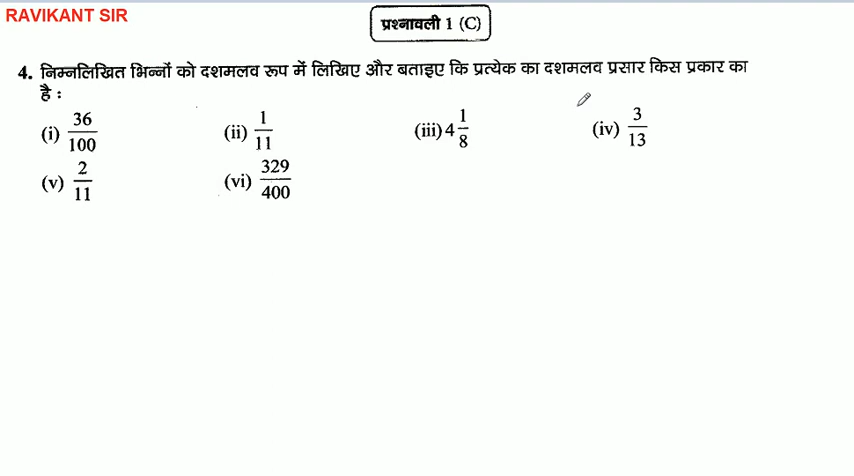 RAVIKANT SIR
प्रश्नावली 1 (C)
4. निम्नलिखित भिन्नों को दशमलव रूप में लिखिए और बताइए कि प्रत्येक का दशमलव प्रसार किस प्रकार का
है :
(i) 36/100 (ii) 1/11 (iii) 4 1/8 (iv) 3/13
(v) 2/11 (vi) 329/400